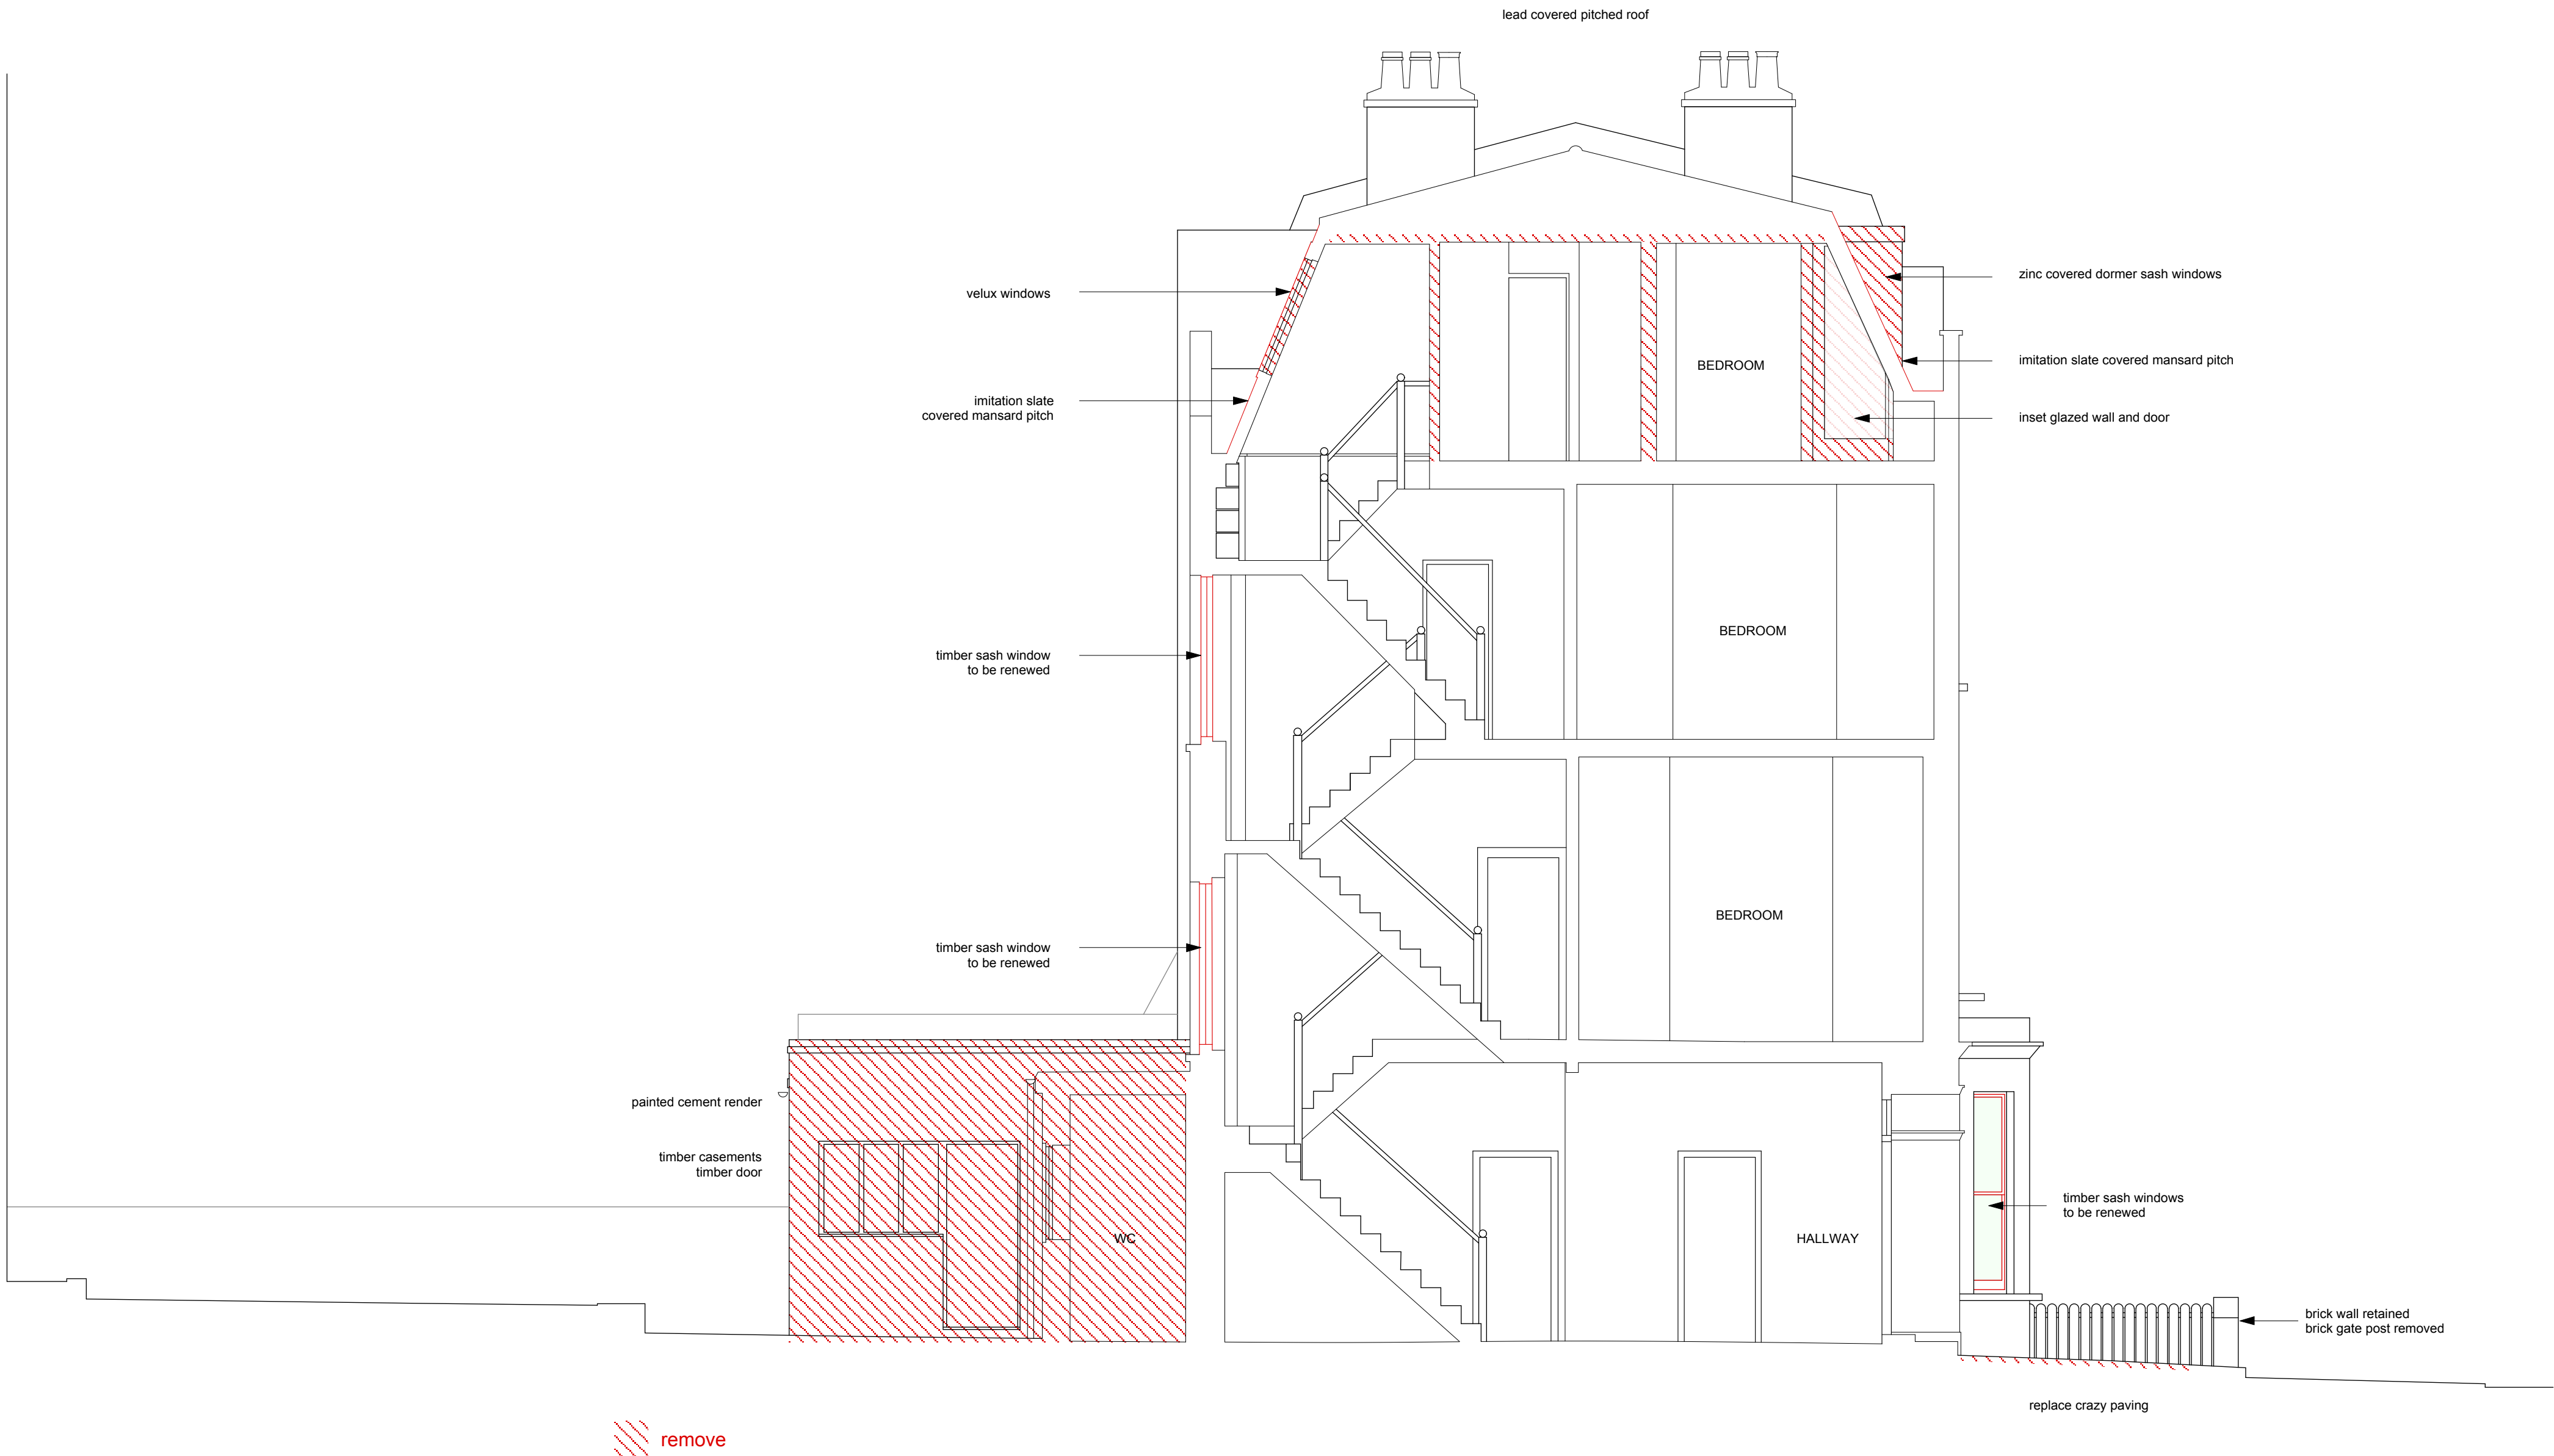 lead covered pitched roof
velux windows
zinc covered dormer sash windows
imitation slate covered mansard pitch
BEDROOM
imitation slate
covered mansard pitch
inset glazed wall and door
timber sash window
to be renewed
BEDROOM
BEDROOM
timber sash window
to be renewed
painted cement render
timber casements
timber door
WC
HALLWAY
timber sash windows
to be renewed
brick wall retained
brick gate post removed
replace crazy paving
remove